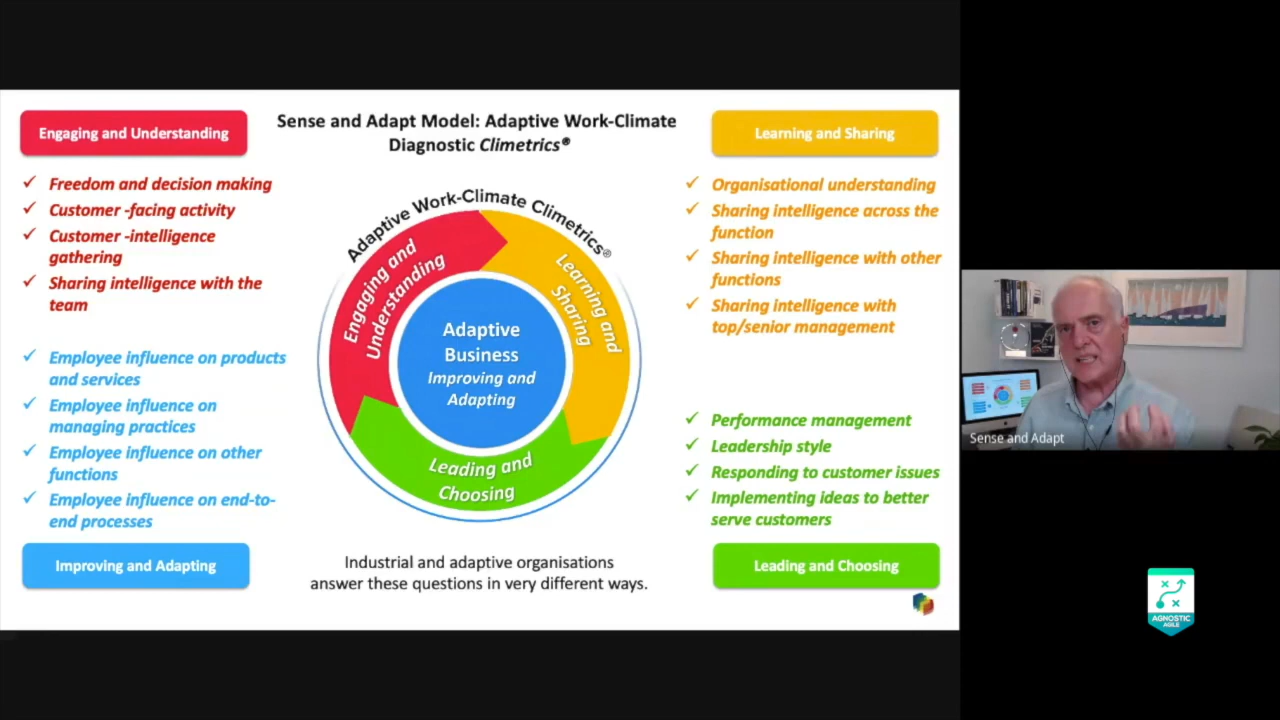 Engaging and Understanding
Sense and Adapt Model: Adaptive Work-Climate
Diagnostic Climetrics®
Learning and Sharing
✓ Freedom and decision making
✓ Customer -facing activity
✓ Customer -intelligence
gathering
✓ Sharing intelligence with the
team
✓ Employee influence on products
and services
✓ Employee influence on
managing practices
✓ Employee influence on other
functions
✓ Employee influence on end-to-
end processes
Improving and Adapting
Adaptive Work-Climate Climetrics®
Engaging and
Understanding
Learning and
Sharing
Adaptive
Business
Improving and
Adapting
Leading and
Choosing
Industrial and adaptive organisations
answer these questions in very different ways.
✓ Organisational understanding
✓ Sharing intelligence across the
function
✓ Sharing intelligence with other
functions
✓ Sharing intelligence with
top/senior management
✓ Performance management
✓ Leadership style
✓ Responding to customer issues
✓ Implementing ideas to better
serve customers
Leading and Choosing
Sense and Adapt
AGNOSTIC
AGILE